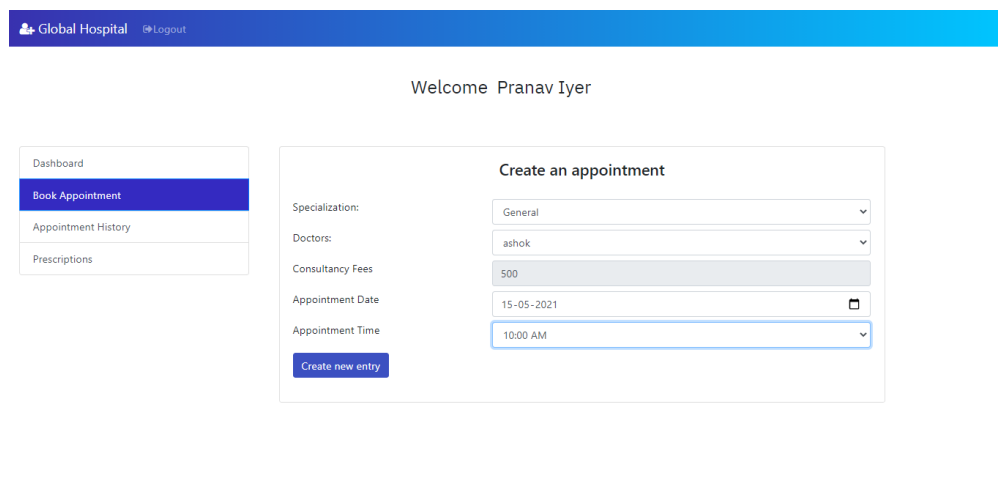 Global Hospital Logout
Welcome Pranav Iyer
Dashboard
Book Appointment
Appointment History
Prescriptions
Create an appointment
Specialization: General
Doctors: ashok
Consultancy Fees 500
Appointment Date 15-05-2021
Appointment Time 10:00 AM
Create new entry